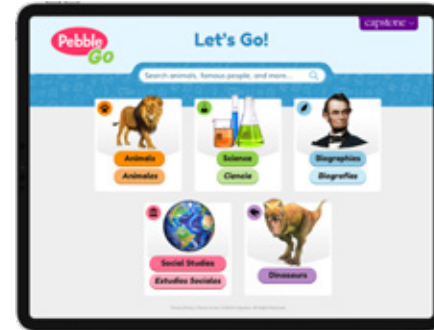 capstone
Pebble
GO
Let's Go!
Search animals, famous people, and more...
Animals
Animales
Science
Ciencia
Biographies
Biografías
Social Studies
Estudios Sociales
Dinosaurs